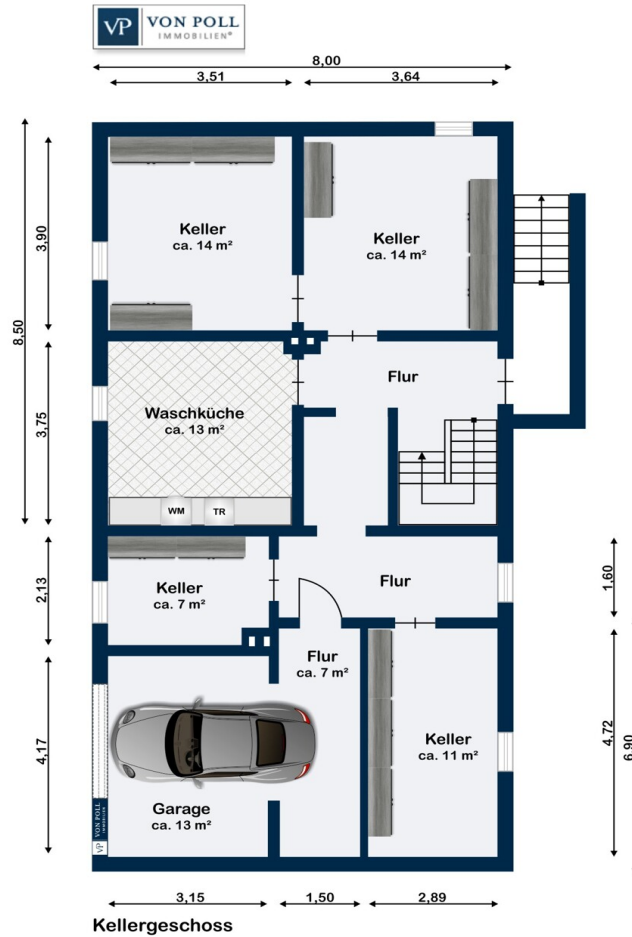 VP VON POLL
IMMOBILIEN®
8,00
3,51
3,64
3,90
8,50
3,75
2,13
4,17
1,60
4,72
6,90
Keller
ca. 14 m²
Keller
ca. 14 m²
Flur
Waschküche
ca. 13 m²
WM
TR
Keller
ca. 7 m²
Flur
Flur
ca. 7 m²
Keller
ca. 11 m²
Garage
ca. 13 m²
VP VON POLL
IMMOBILIEN
3,15
1,50
2,89
Kellergeschoss